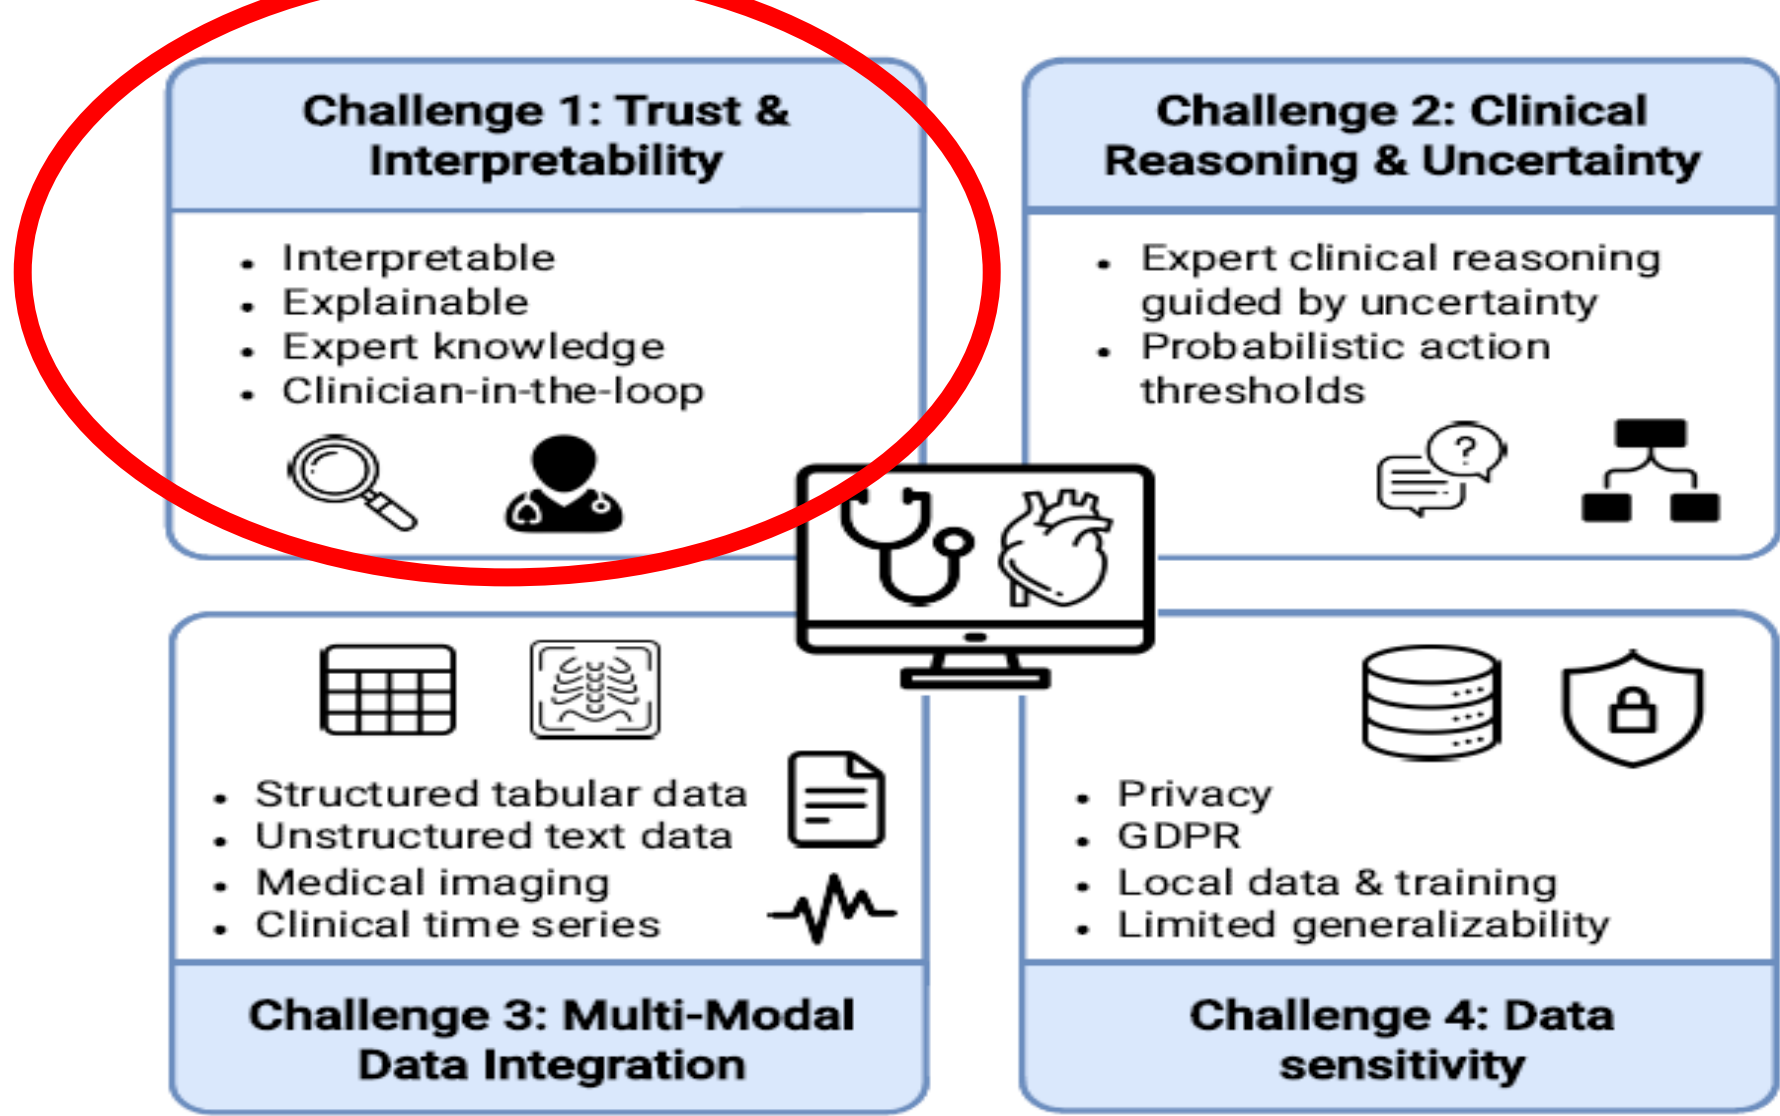 Challenge 1: Trust &
Interpretability
• Interpretable
• Explainable
• Expert knowledge
• Clinician-in-the-loop
Challenge 2: Clinical
Reasoning & Uncertainty
• Expert clinical reasoning
guided by uncertainty
• Probabilistic action
thresholds
?
• Structured tabular data
• Unstructured text data
• Medical imaging
• Clinical time series
Challenge 3: Multi-Modal
Data Integration
• Privacy
• GDPR
• Local data & training
• Limited generalizability
Challenge 4: Data
sensitivity